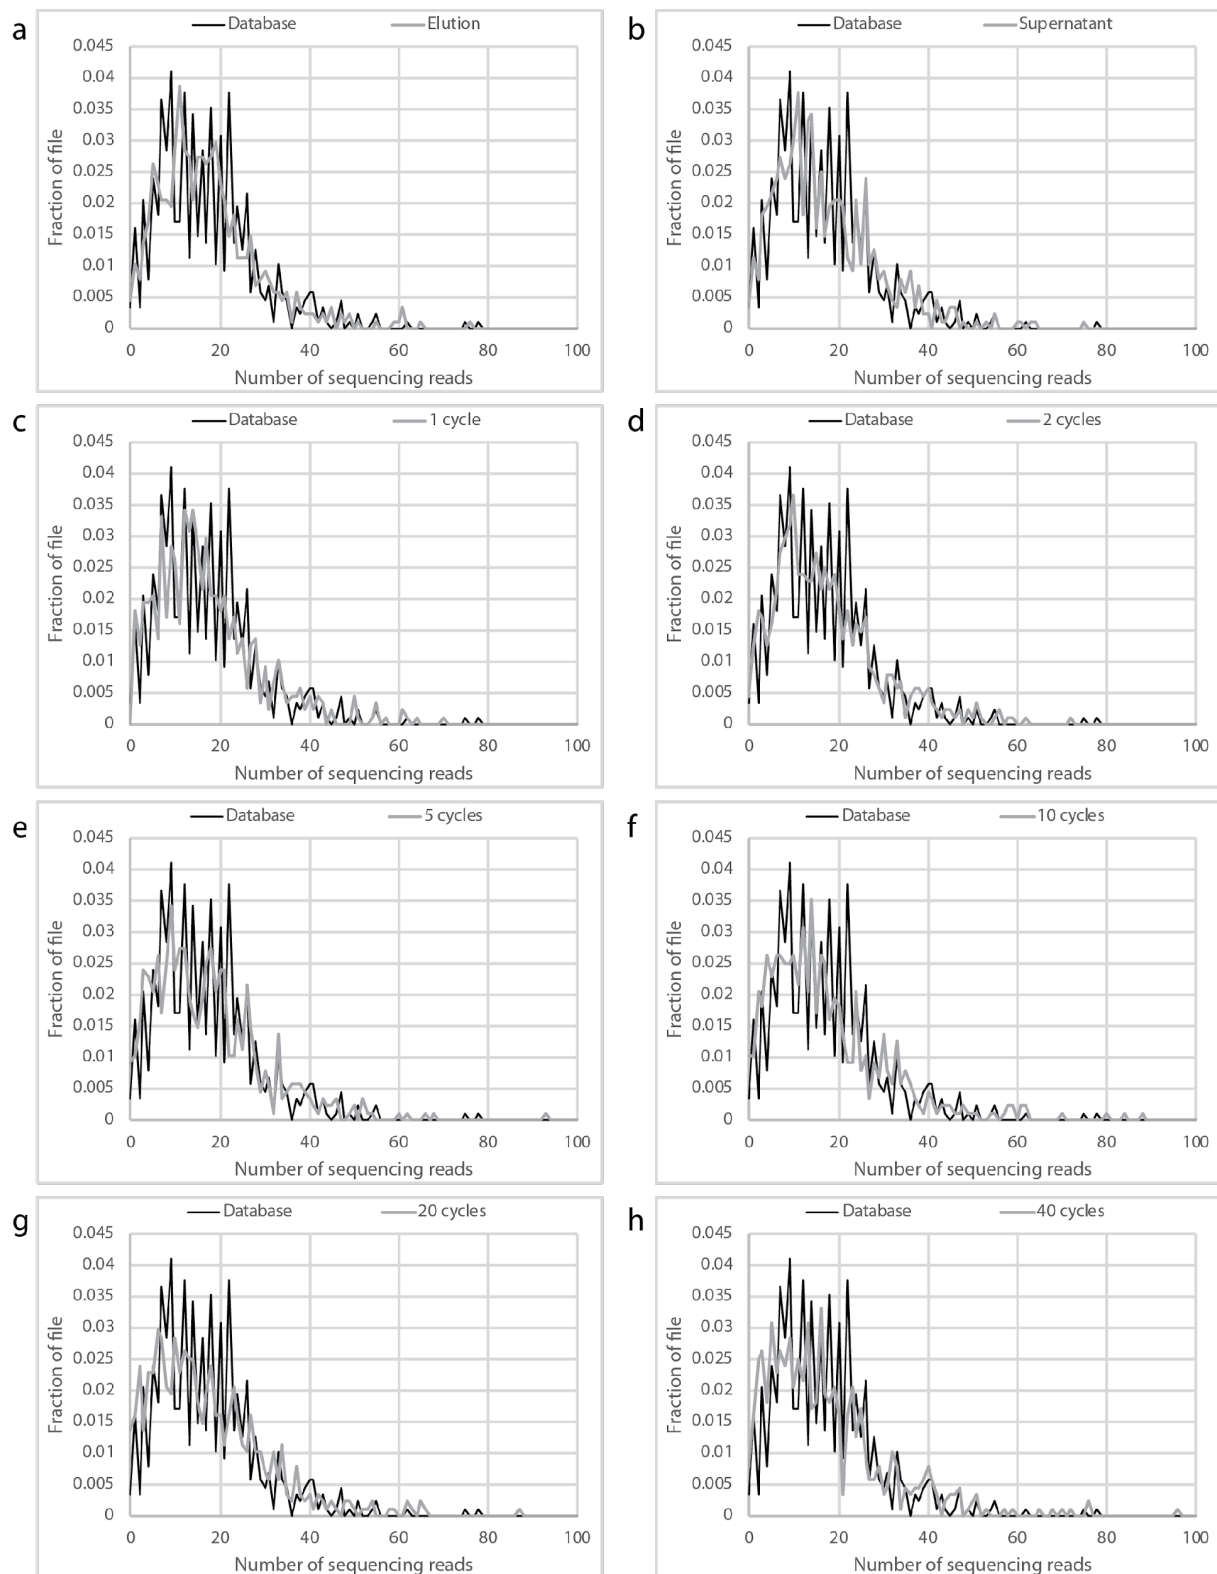 a
Database Elution
0.045
0.04
0.035
0.03
0.025
0.02
0.015
0.01
0.005
0
Fraction of file
0 20 40 60 80 100
Number of sequencing reads
b
Database Supernatant
0.045
0.04
0.035
0.03
0.025
0.02
0.015
0.01
0.005
0
Fraction of file
0 20 40 60 80 100
Number of sequencing reads
c
Database 1 cycle
0.045
0.04
0.035
0.03
0.025
0.02
0.015
0.01
0.005
0
Fraction of file
0 20 40 60 80 100
Number of sequencing reads
d
Database 2 cycles
0.045
0.04
0.035
0.03
0.025
0.02
0.015
0.01
0.005
0
Fraction of file
0 20 40 60 80 100
Number of sequencing reads
e
Database 5 cycles
0.045
0.04
0.035
0.03
0.025
0.02
0.015
0.01
0.005
0
Fraction of file
0 20 40 60 80 100
Number of sequencing reads
f
Database 10 cycles
0.045
0.04
0.035
0.03
0.025
0.02
0.015
0.01
0.005
0
Fraction of file
0 20 40 60 80 100
Number of sequencing reads
g
Database 20 cycles
0.045
0.04
0.035
0.03
0.025
0.02
0.015
0.01
0.005
0
Fraction of file
0 20 40 60 80 100
Number of sequencing reads
h
Database 40 cycles
0.045
0.04
0.035
0.03
0.025
0.02
0.015
0.01
0.005
0
Fraction of file
0 20 40 60 80 100
Number of sequencing reads